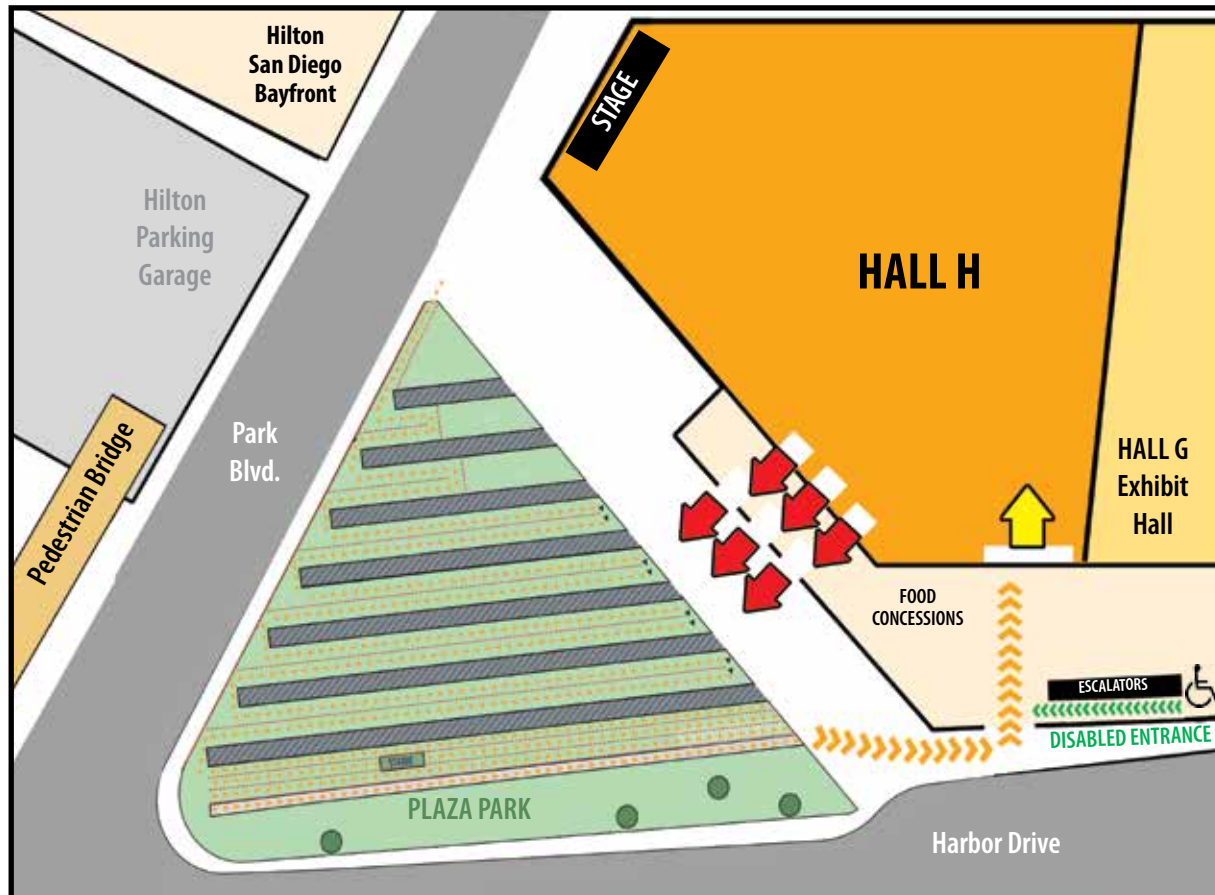 Hilton
San Diego
Bayfront
STAGE
Hilton
Parking
Garage
HALL H
Park
Blvd.
HALL G
Exhibit
Hall
Pedestrian Bridge
FOOD
CONCESSIONS
ESCALATORS
DISABLED ENTRANCE
PLAZA PARK
Harbor Drive